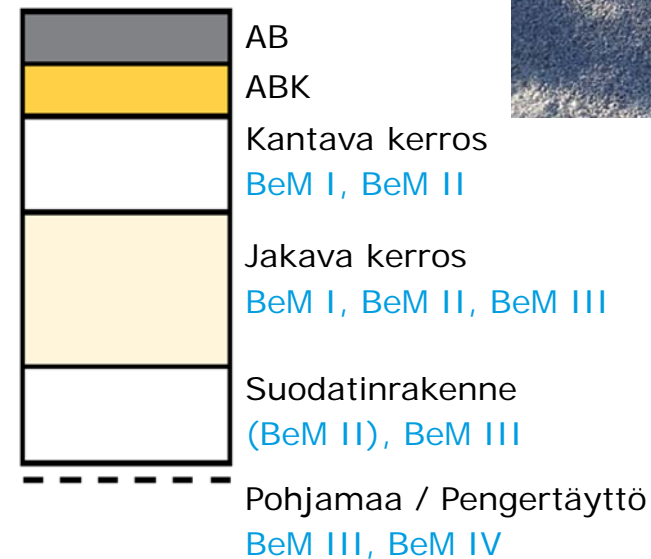 AB
ABK
Kantava kerros
BeM I, BeM II
Jakava kerros
BeM I, BeM II, BeM III
Suodatinrakenne
(BeM II), BeM III
Pohjamaa / Pengertäyttö
BeM III, BeM IV